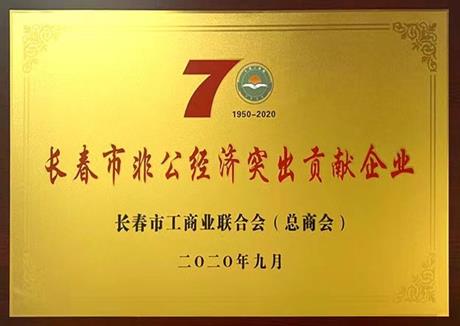 70
1950-2020
长春市非公经济突出贡献企业
长春市工商业联合会（总商会）
二〇二〇年九月